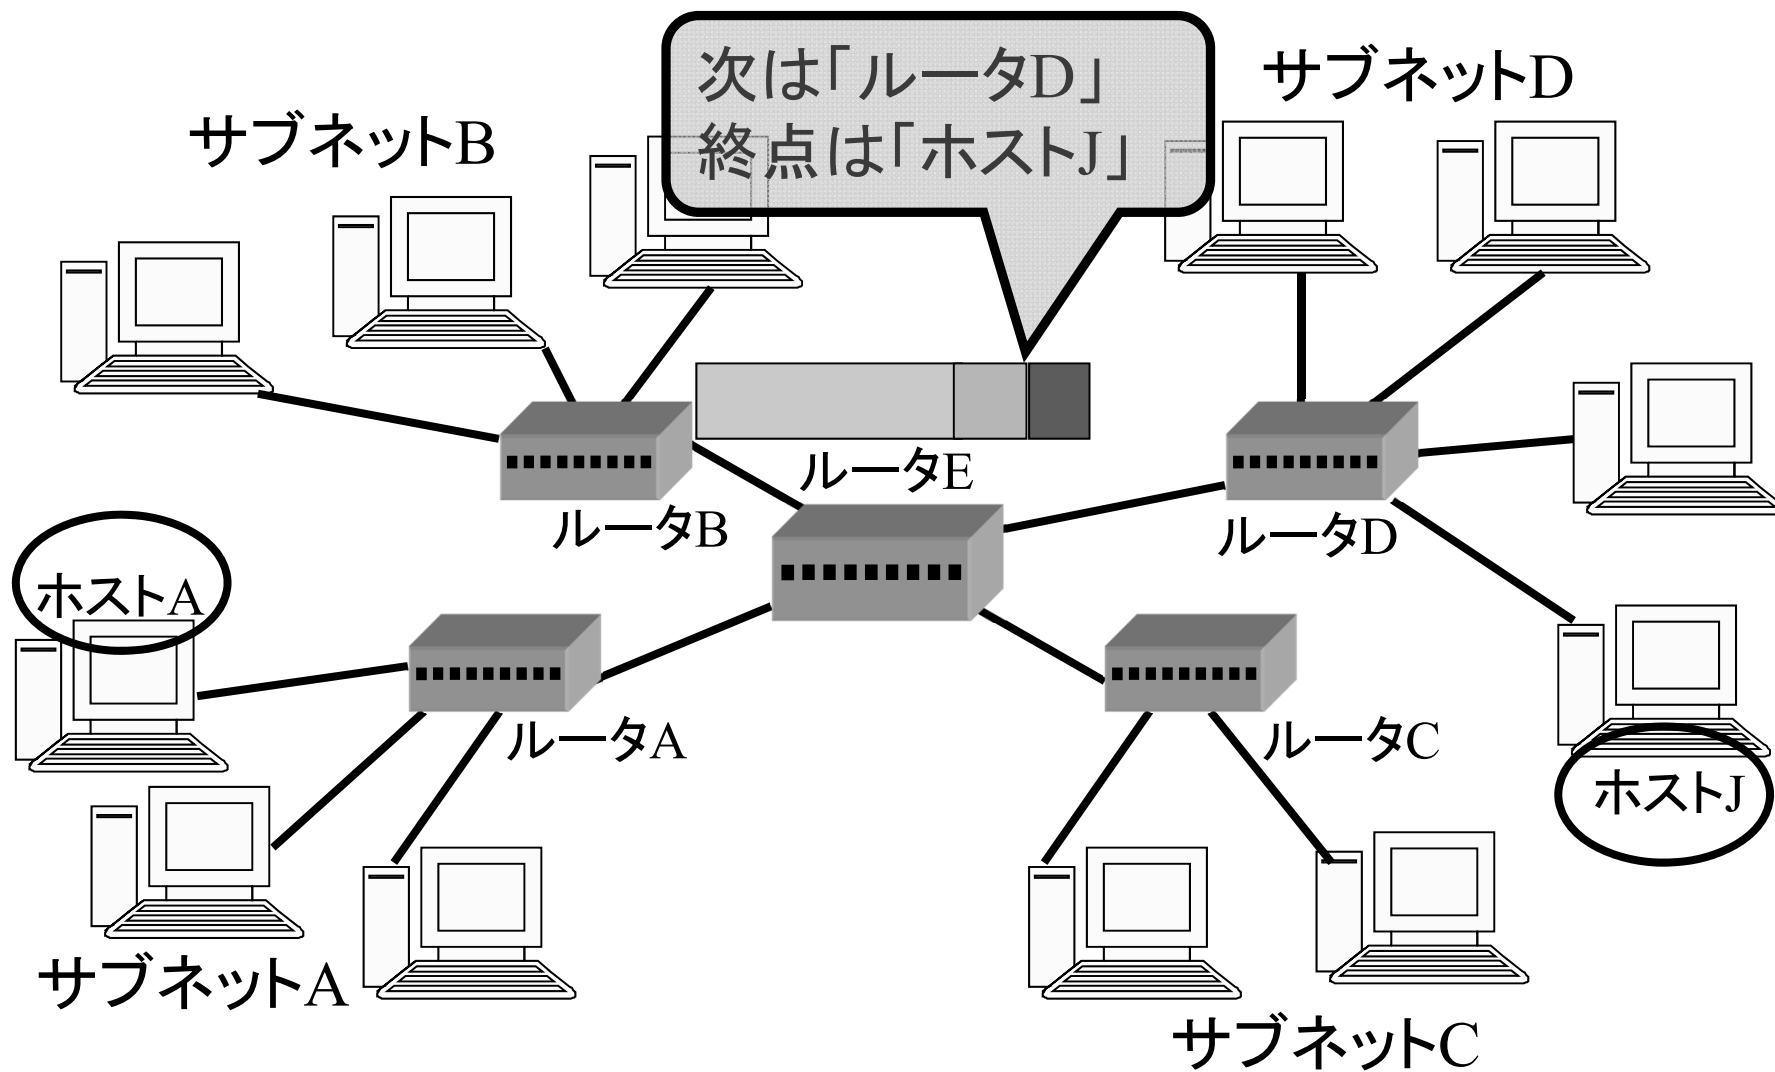 次は「ルータD」
終点は「ホストJ」
サブネットD
サブネットB
ルータE
ルータB
ルータD
ホストA
ルータA
ルータC
ホストJ
サブネットA
サブネットC